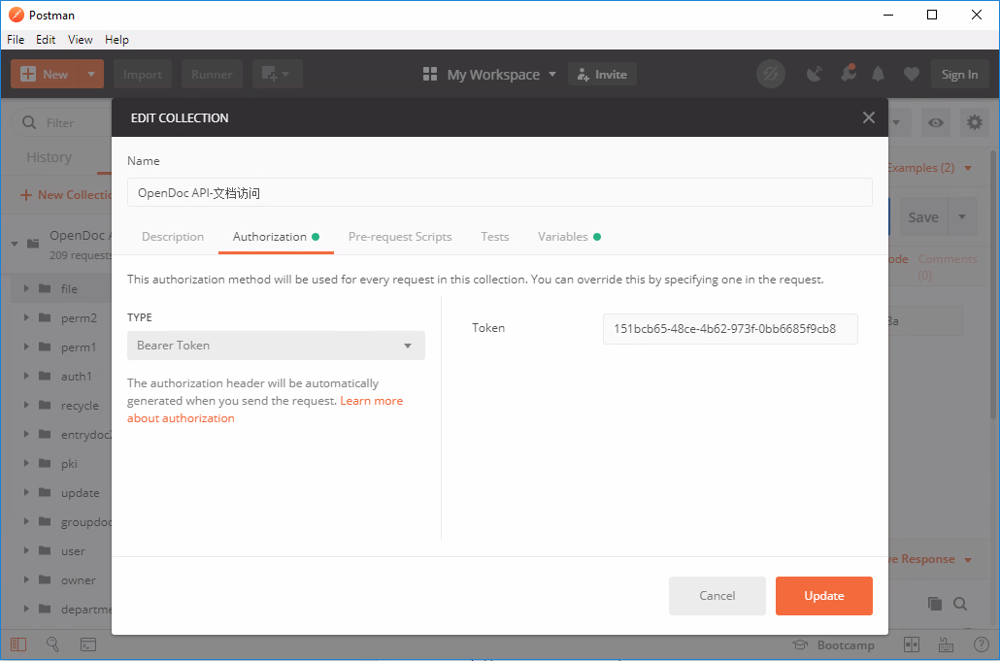 Postman
File Edit View Help
New Import Runner My Workspace Invite Sign In
EDIT COLLECTION
Filter
Name
History
Examples (2)
OpenDoc API-文档访问
New Collectio
Save
OpenDoc A
Description Authorization Pre-request Scripts Tests Variables
209 requests
ode Comments
(0)
This authorization method will be used for every request in this collection. You can override this by specifying one in the request.
file
perm2
TYPE
Token 151bcb65-48ce-4b62-973f-0bb6685f9cb8
Bearer Token
perm1
auth1
The authorization header will be automatically
generated when you send the request. Learn more
about authorization
recycle
entrydoc2
pki
update
groupdoc
user
ve Response
owner
departme
Cancel Update
Bootcamp